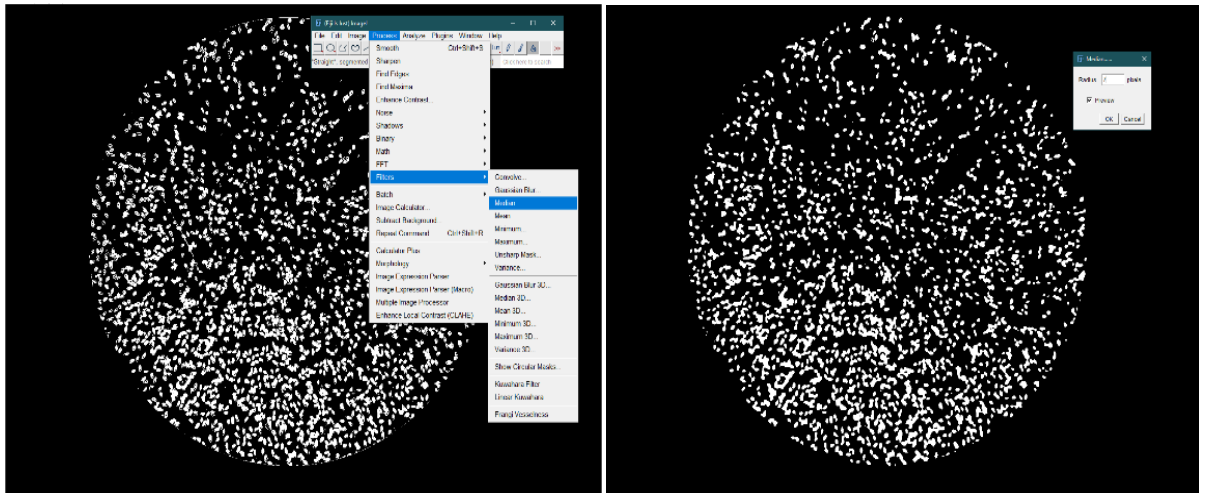 File Edit Image Process Analyze Plugins Window Help
Smooth Ctrl+Shift+S
Sharpen
Find Edges
Find Maxima
Enhance Contrast...
Noise
Shadows
Binary
Math
FFT
Filters
Batch
Image Calculator...
Subtract Background...
Repeat Command Ctrl+Shift+R
Calculator Plus
Morphology
Image Expression Parser
Image Expression Parser (Macro)
Multiple Image Processor
Enhance Local Contrast (CLAHE)
Convolve...
Gaussian Blur...
Median
Mean
Minimum...
Maximum...
Unsharp Mask...
Variance...
Gaussian Blur 3D...
Median 3D...
Mean 3D...
Minimum 3D...
Maximum 3D...
Variance 3D...
Show Circular Masks...
Kuwahara Filter
Linear Kuwahara
Frangi Vesselness
Median...
Radius pixels
Preview
OK Cancel